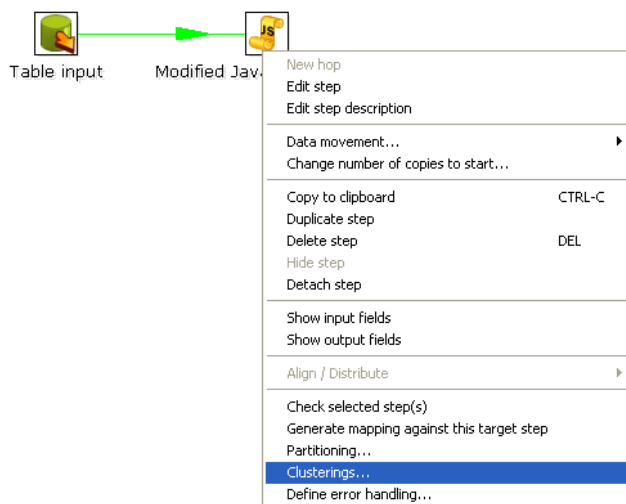 JS
Table input
Modified Jav
New hop
Edit step
Edit step description
Data movement...
Change number of copies to start...
Copy to clipboard CTRL-C
Duplicate step
Delete step DEL
Hide step
Detach step
Show input fields
Show output fields
Align / Distribute
Check selected step(s)
Generate mapping against this target step
Partitioning...
Clusterings...
Define error handling...